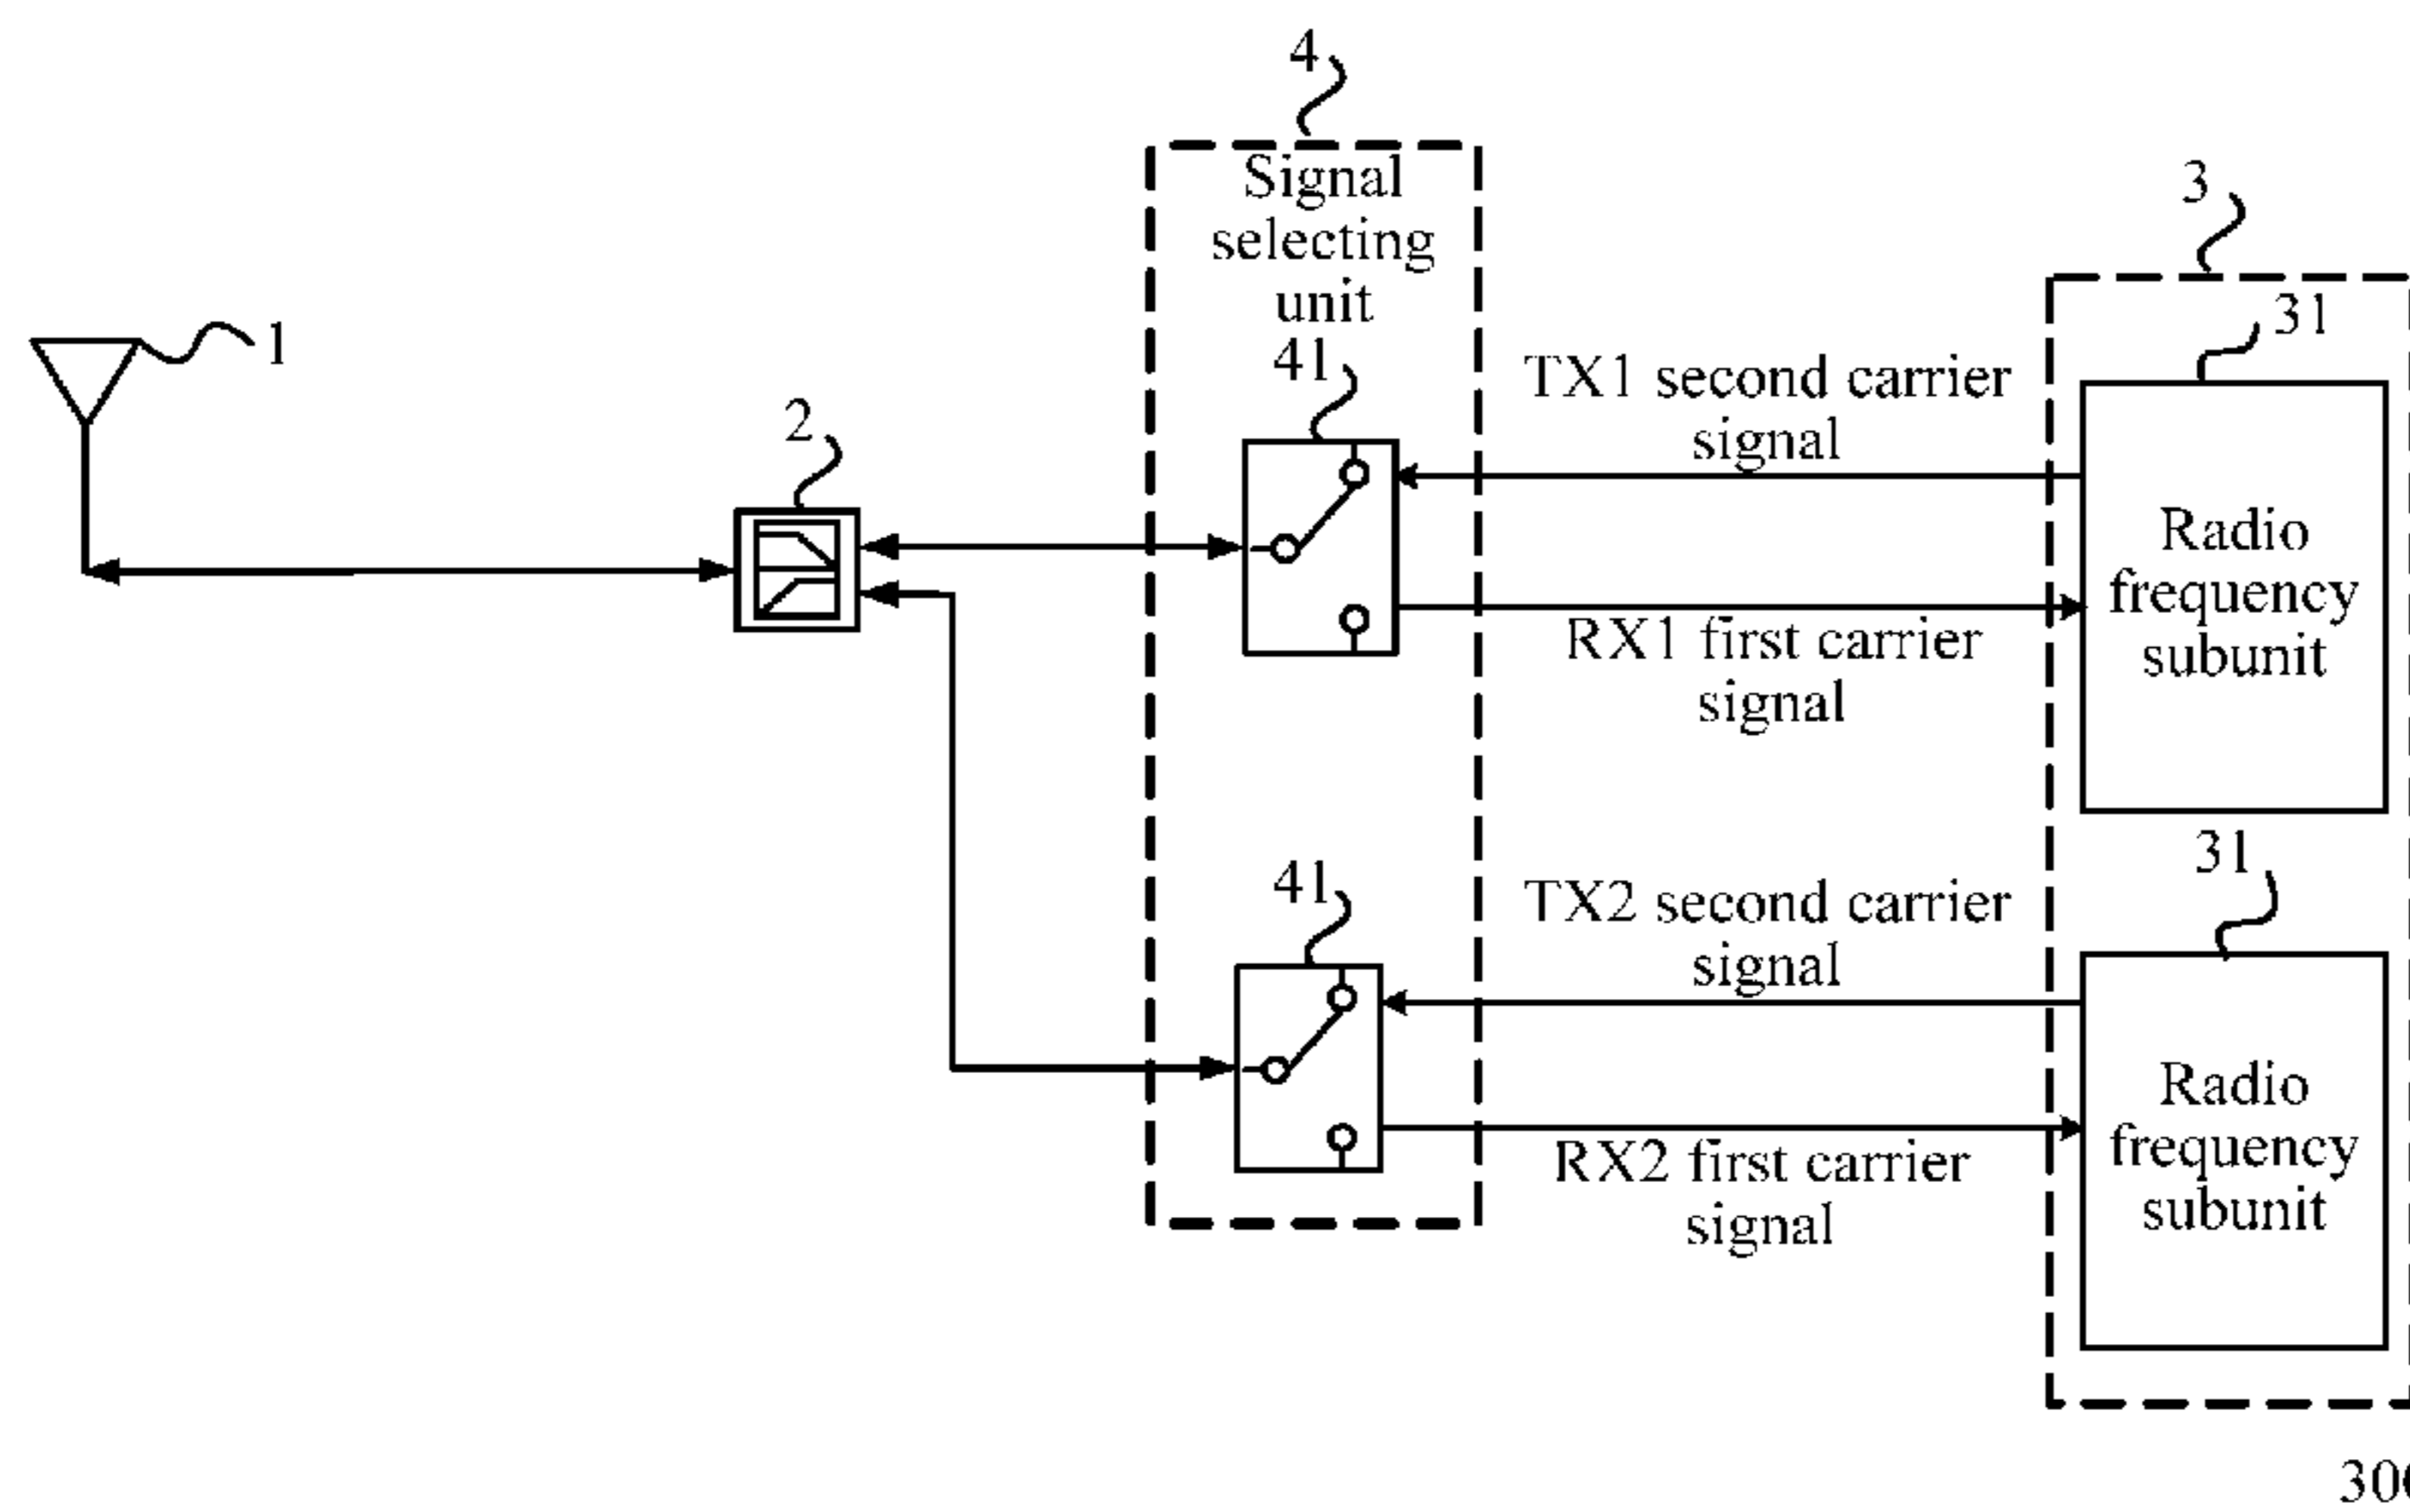 4
Signal
selecting
unit
3
31
1
41
TX1 second carrier
signal
2
Radio
frequency
subunit
RX1 first carrier
signal
31
41
TX2 second carrier
signal
Radio
frequency
subunit
RX2 first carrier
signal